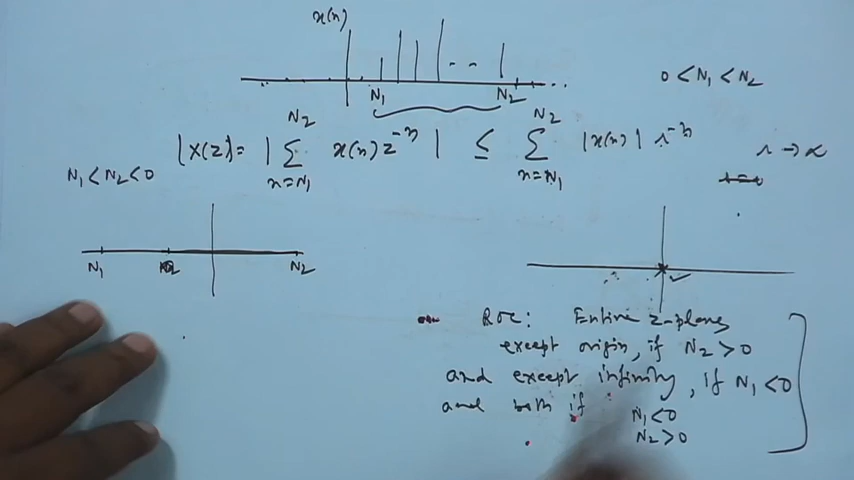 x(n)
N₁ N₂
0 < N₁ < N₂
|X(z)| = | ∑_{n=N₁}^{N₂} x(n) z⁻ⁿ | ≤ ∑_{n=N₁}^{N₂} |x(n)| r⁻ⁿ
r → ∞
N₁ < N₂ < 0
N₁ N₂
ROC: Entire z-plane,
except origin, if N₂ > 0
and except infinity, if N₁ < 0
and both if N₁ < 0
N₂ > 0